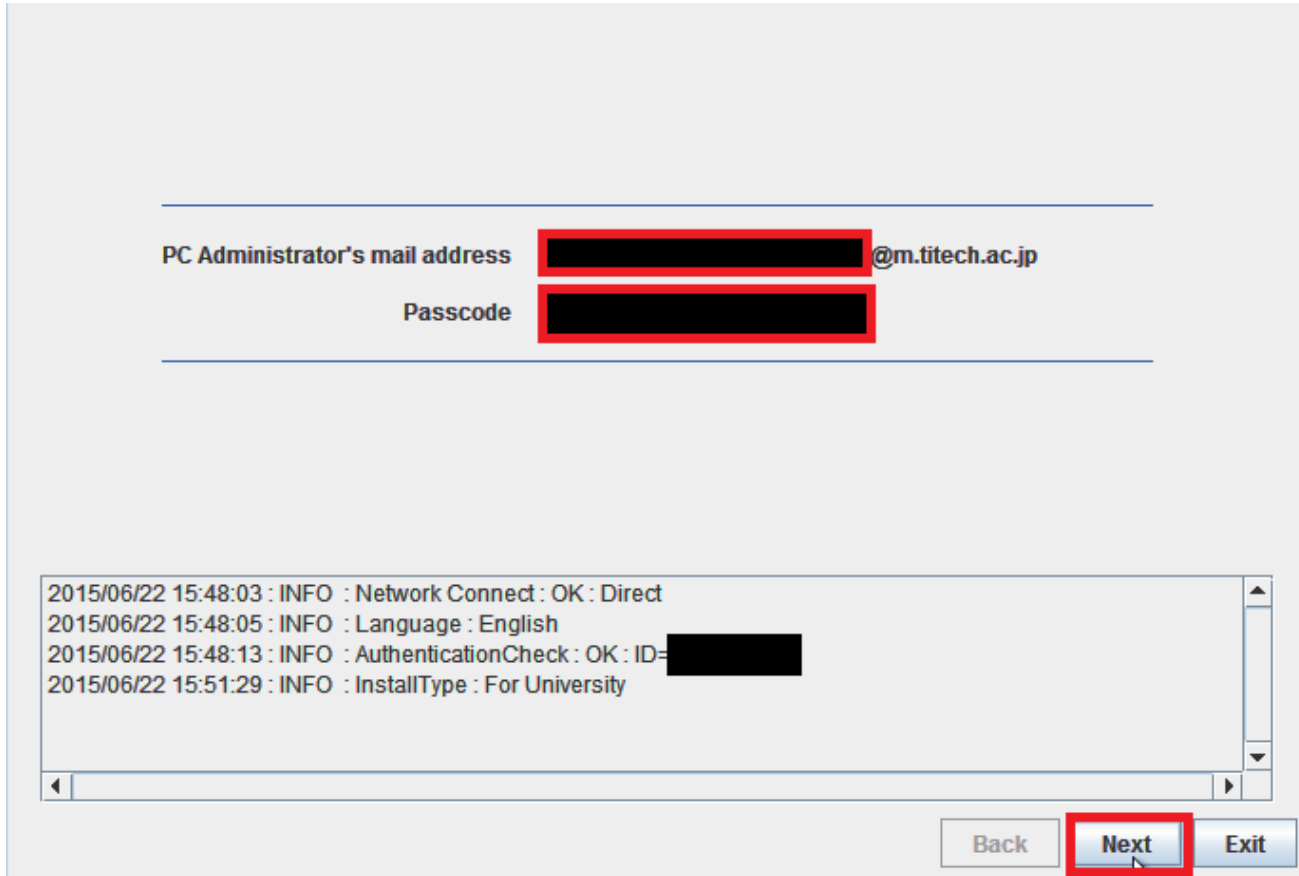 PC Administrator's mail address @m.titech.ac.jp
Passcode
2015/06/22 15:48:03 : INFO : Network Connect : OK : Direct
2015/06/22 15:48:05 : INFO : Language : English
2015/06/22 15:48:13 : INFO : AuthenticationCheck : OK : ID=
2015/06/22 15:51:29 : INFO : InstallType : For University
Back Next Exit